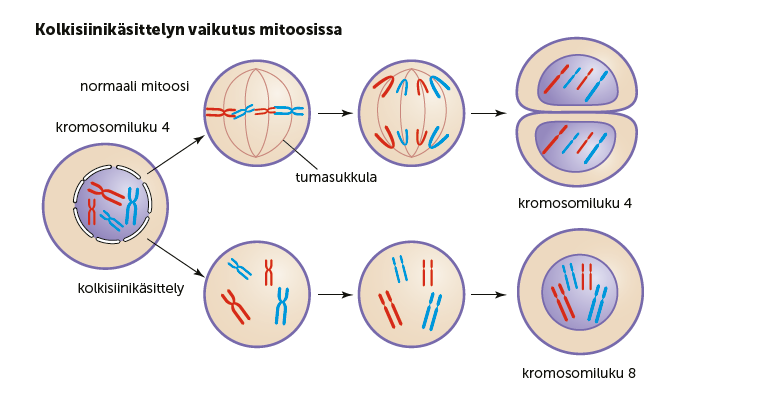 Kolkisiinikäsittelyn vaikutus mitoosissa
normaali mitoosi
kromosomiluku 4
tumasukkula
kromosomiluku 4
kolkisiinikäsittely
kromosomiluku 8